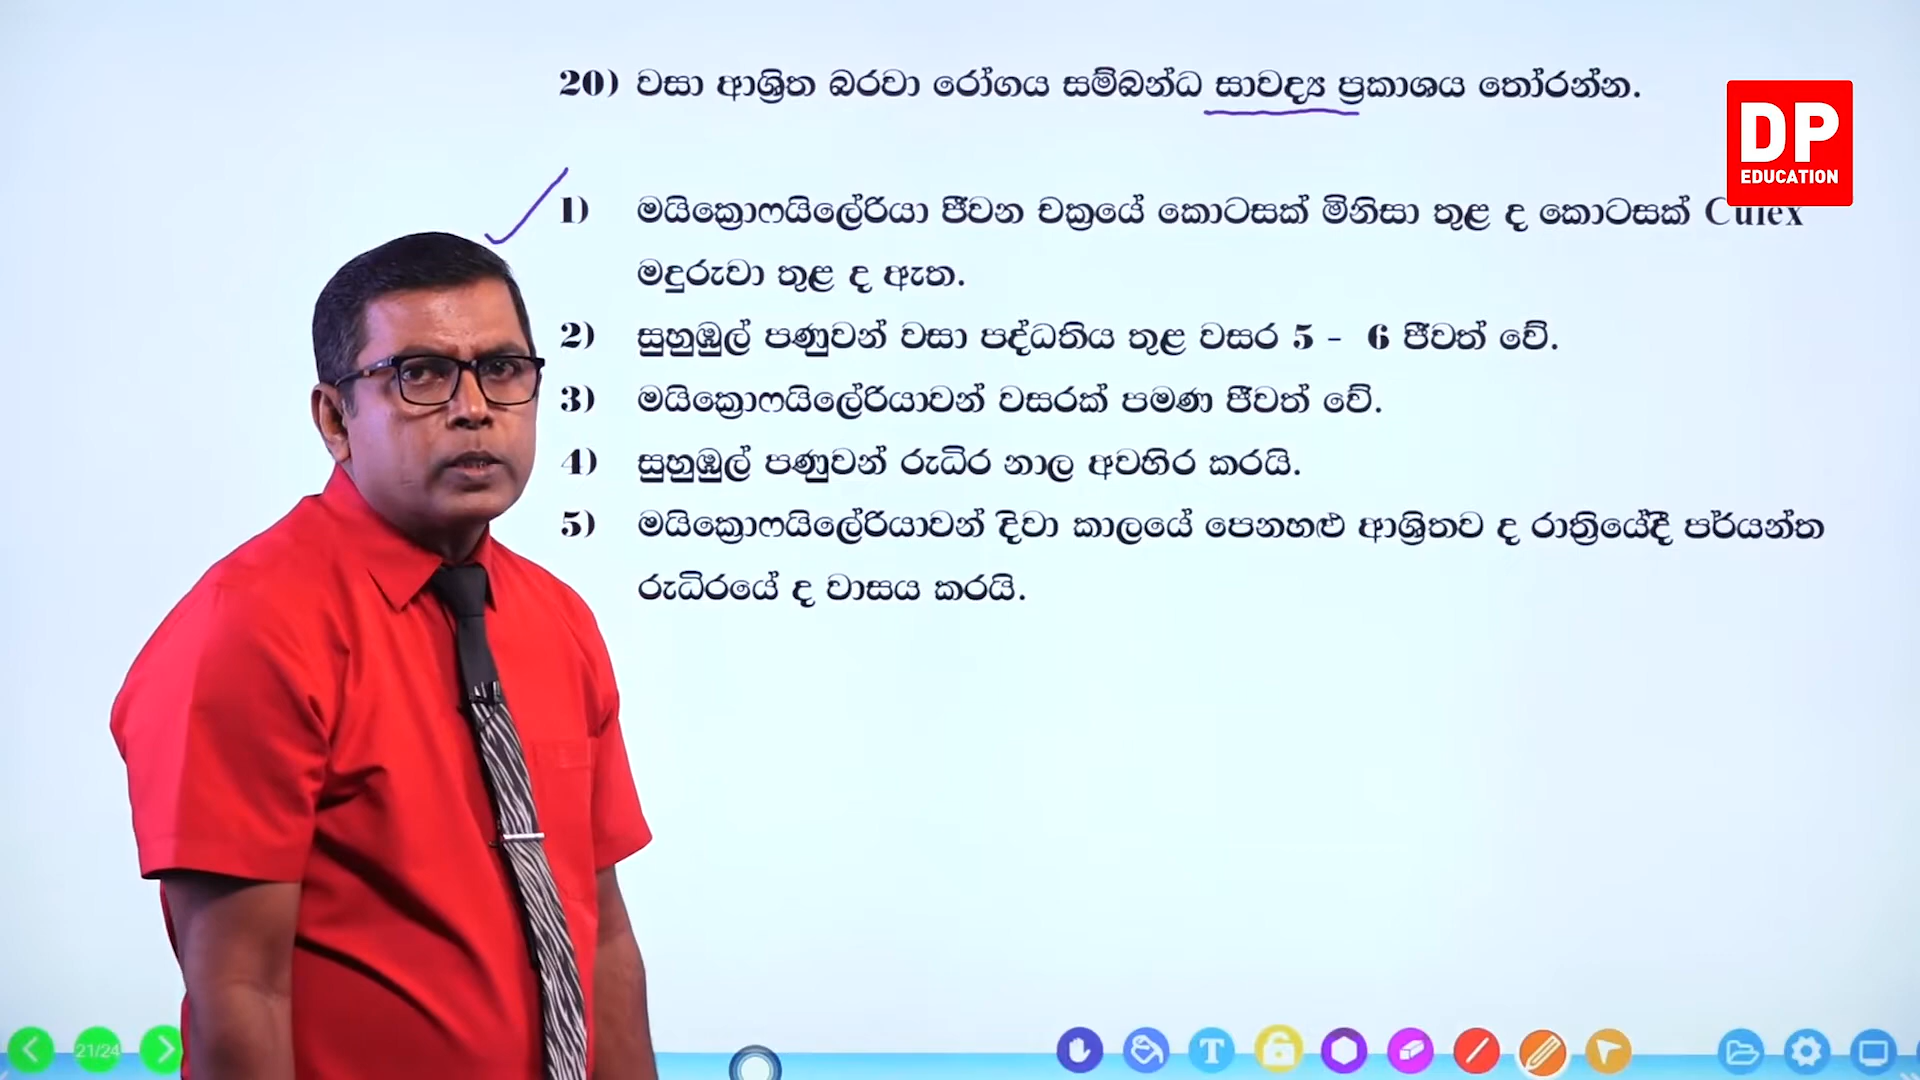 20) වසා ආශ්‍රිත බරවා රෝගය සම්බන්ධ සාවද්‍ය ප්‍රකාශය තෝරන්න.
DP
EDUCATION
1) මයික්‍රොෆයිලේරියා ජීවන චක්‍රයේ කොටසක් මිනිසා තුළ ද කොටසක් Culex
මදුරුවා තුළ ද ඇත.
2) සුහුඹුල් පණුවන් වසා පද්ධතිය තුළ වසර 5 - 6 ජීවත් වේ.
3) මයික්‍රොෆයිලේරියාවන් වසරක් පමණ ජීවත් වේ.
4) සුහුඹුල් පණුවන් රුධිර නාල අවහිර කරයි.
5) මයික්‍රොෆයිලේරියාවන් දිවා කාලයේ පෙනහළු ආශ්‍රිතව ද රාත්‍රියේදී පර්යන්ත
රුධිරයේ ද වාසය කරයි.
21/24
T